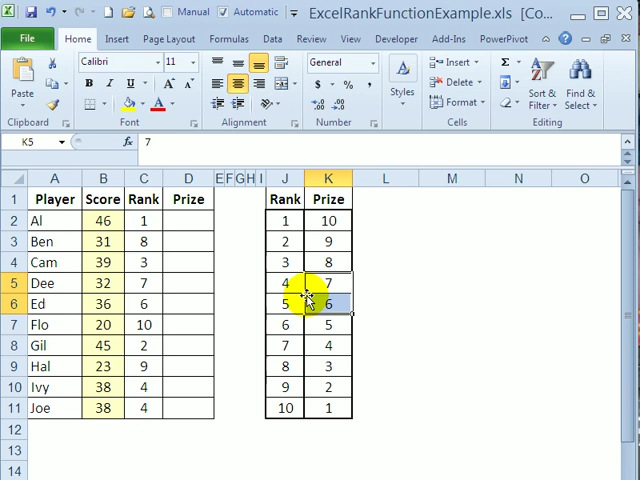 Manual Automatic ExcelRankFunctionExample.xls [Co...
File Home Insert Page Layout Formulas Data Review View Developer Add-Ins PowerPivot
Calibri 11 General Insert Σ
B I U A A $ % , Delete
Paste Styles Format Sort & Filter Find & Select
Clipboard Font Alignment Number Cells Editing
K5 fx 7
A B C D E F G H I J K L M N O
1 Player Score Rank Prize Rank Prize
2 Al 46 1 1 10
3 Ben 31 8 2 9
4 Cam 39 3 3 8
5 Dee 32 7 4 7
6 Ed 36 6 5 6
7 Flo 20 10 6 5
8 Gil 45 2 7 4
9 Hal 23 9 8 3
10 Ivy 38 4 9 2
11 Joe 38 4 10 1
12
13
14